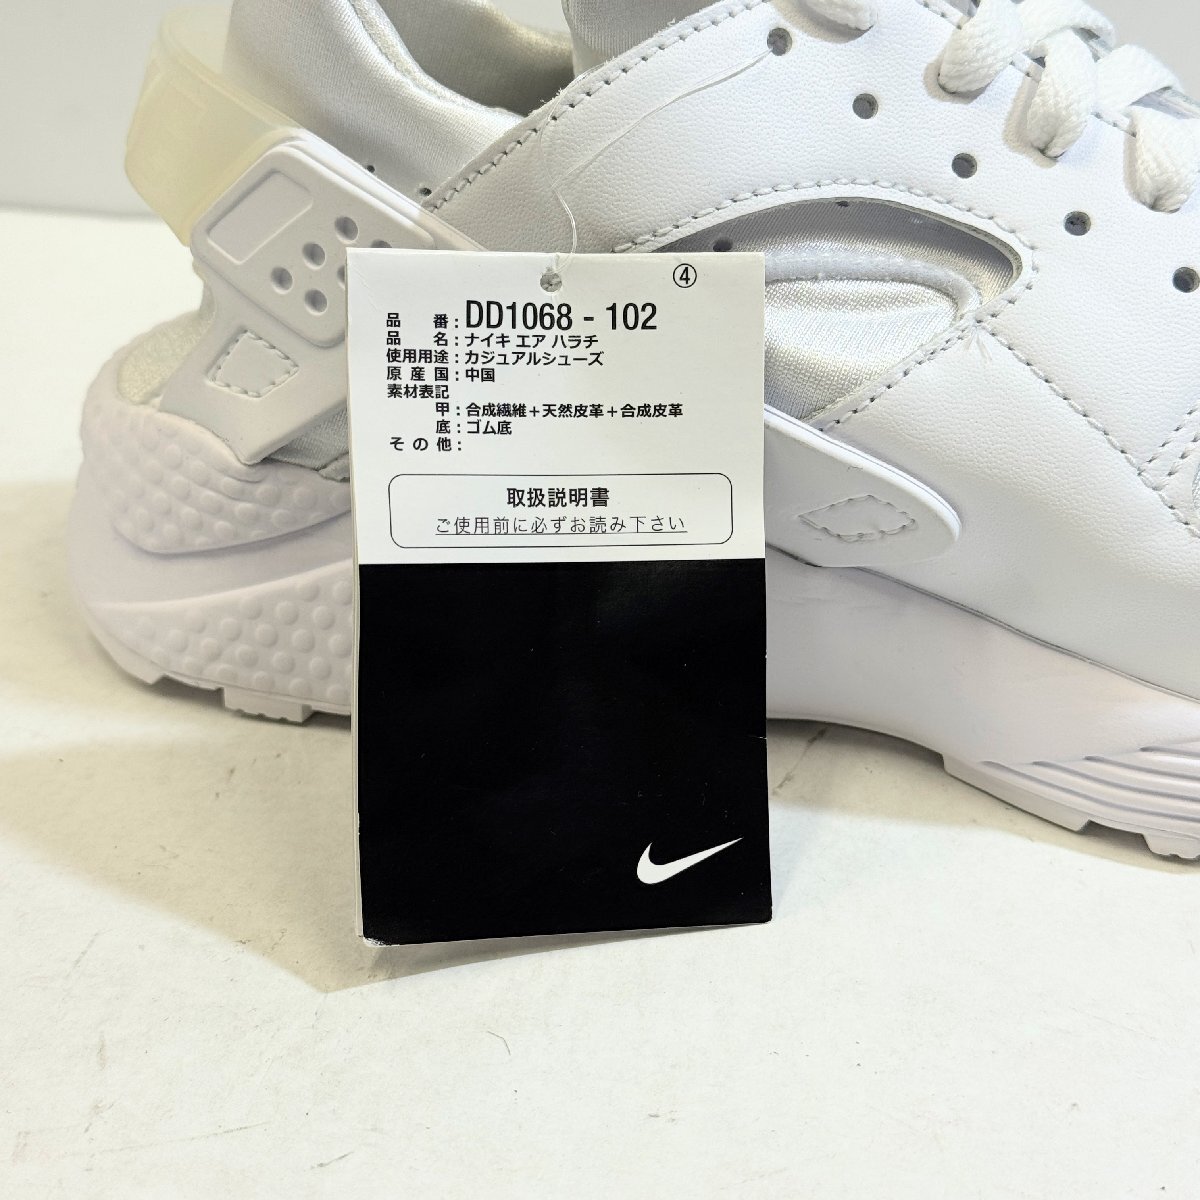 ④
品 番：DD1068 - 102
品 名：ナイキ エア ハラチ
使用用途：カジュアルシューズ
原 産 国：中国
素材表記
甲：合成繊維＋天然皮革＋合成皮革
底：ゴム底
そ の 他：
取扱説明書
ご使用前に必ずお読み下さい